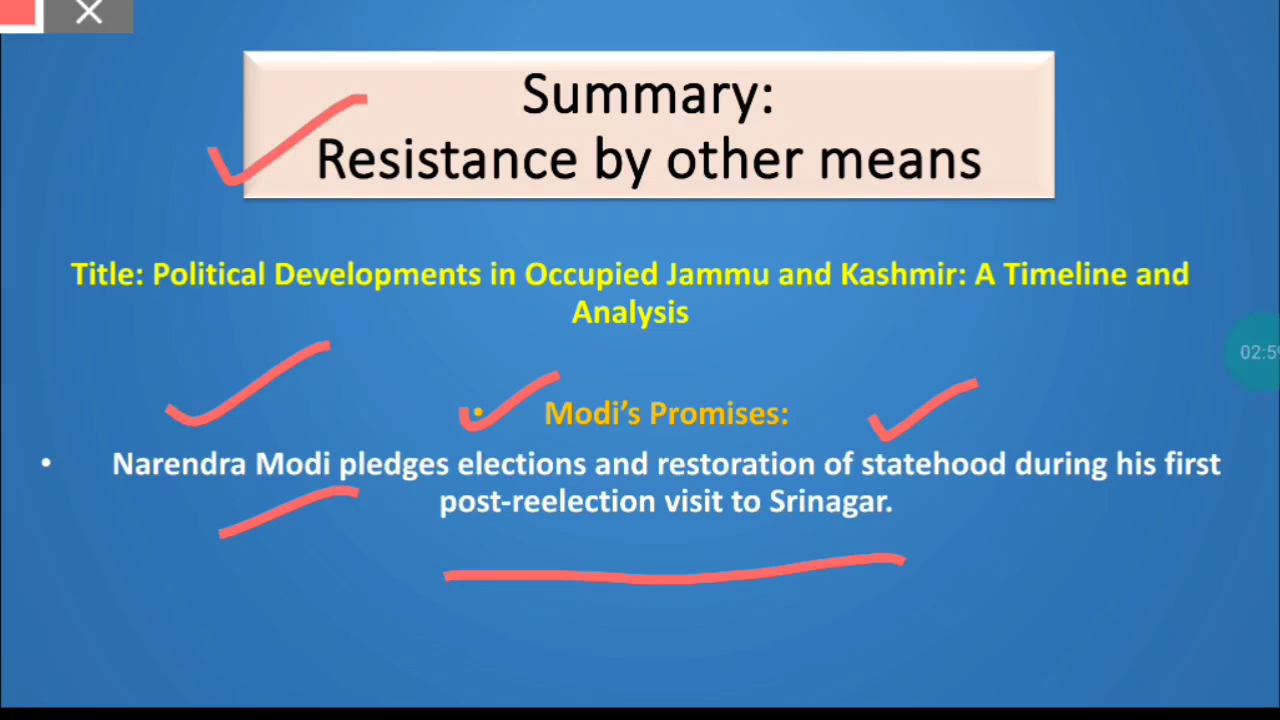 Summary:
Resistance by other means
Title: Political Developments in Occupied Jammu and Kashmir: A Timeline and
Analysis
• Modi’s Promises:
• Narendra Modi pledges elections and restoration of statehood during his first
post-reelection visit to Srinagar.